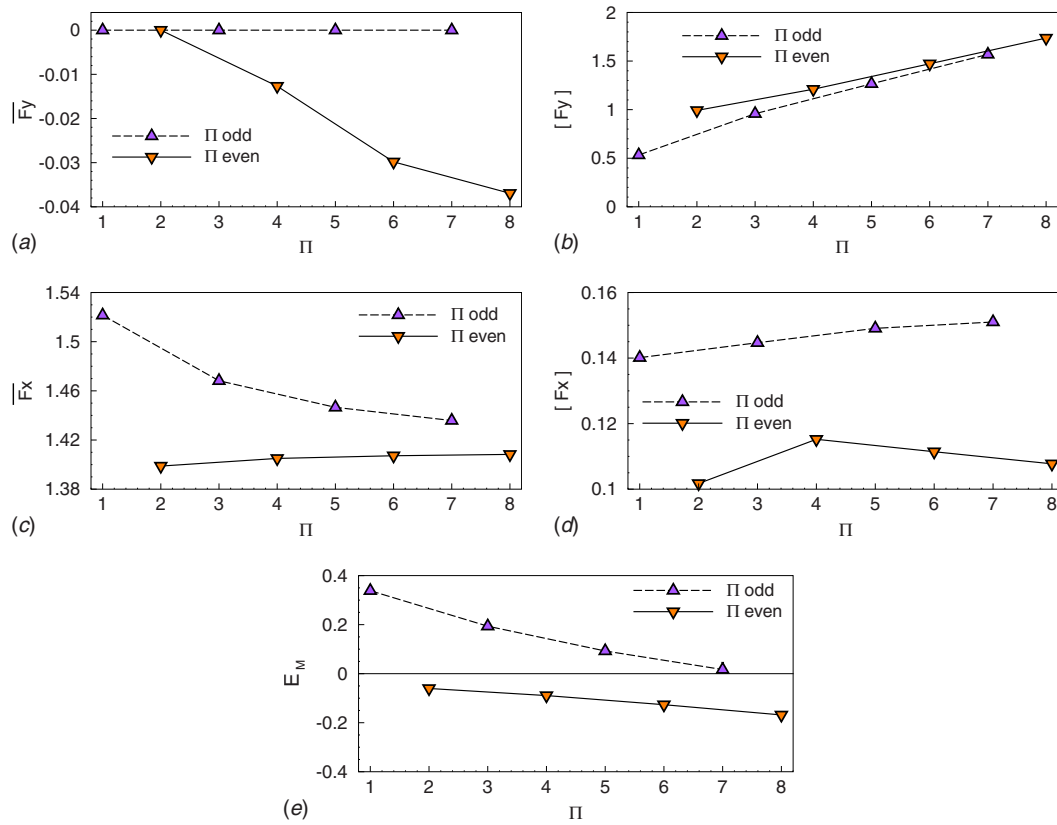 0
-0.01
-0.02
-0.03
-0.04
Fy
Π odd
Π even
1 2 3 4 5 6 7 8
(a)
Π
2
1.5
1
0.5
0
[ Fy ]
Π odd
Π even
1 2 3 4 5 6 7 8
(b)
Π
1.54
1.5
1.46
1.42
1.38
Fx
Π odd
Π even
1 2 3 4 5 6 7 8
(c)
Π
0.16
0.14
0.12
0.1
[ Fx ]
Π odd
Π even
1 2 3 4 5 6 7 8
(d)
Π
0.4
0.2
0
-0.2
-0.4
E_M
Π odd
Π even
1 2 3 4 5 6 7 8
(e)
Π